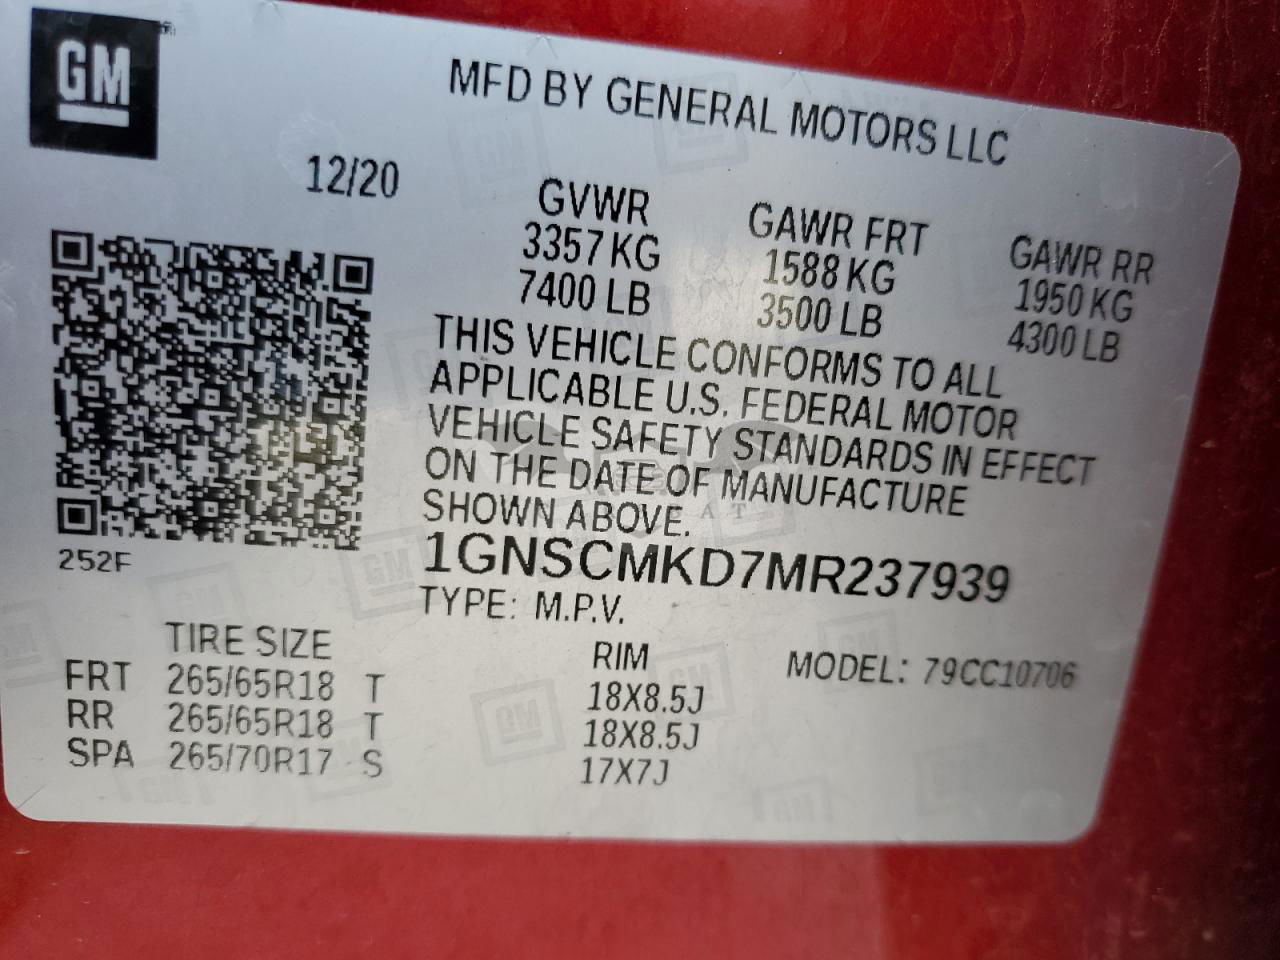 GM
MFD BY GENERAL MOTORS LLC
12/20
GVWR GAWR FRT GAWR RR
3357 KG 1588 KG 1950 KG
7400 LB 3500 LB 4300 LB
THIS VEHICLE CONFORMS TO ALL
APPLICABLE U.S. FEDERAL MOTOR
VEHICLE SAFETY STANDARDS IN EFFECT
ON THE DATE OF MANUFACTURE
SHOWN ABOVE.
252F
1GNSCMKD7MR237939
TYPE: M.P.V.
TIRE SIZE RIM MODEL: 79CC10706
FRT 265/65R18 T 18X8.5J
RR 265/65R18 T 18X8.5J
SPA 265/70R17 S 17X7J